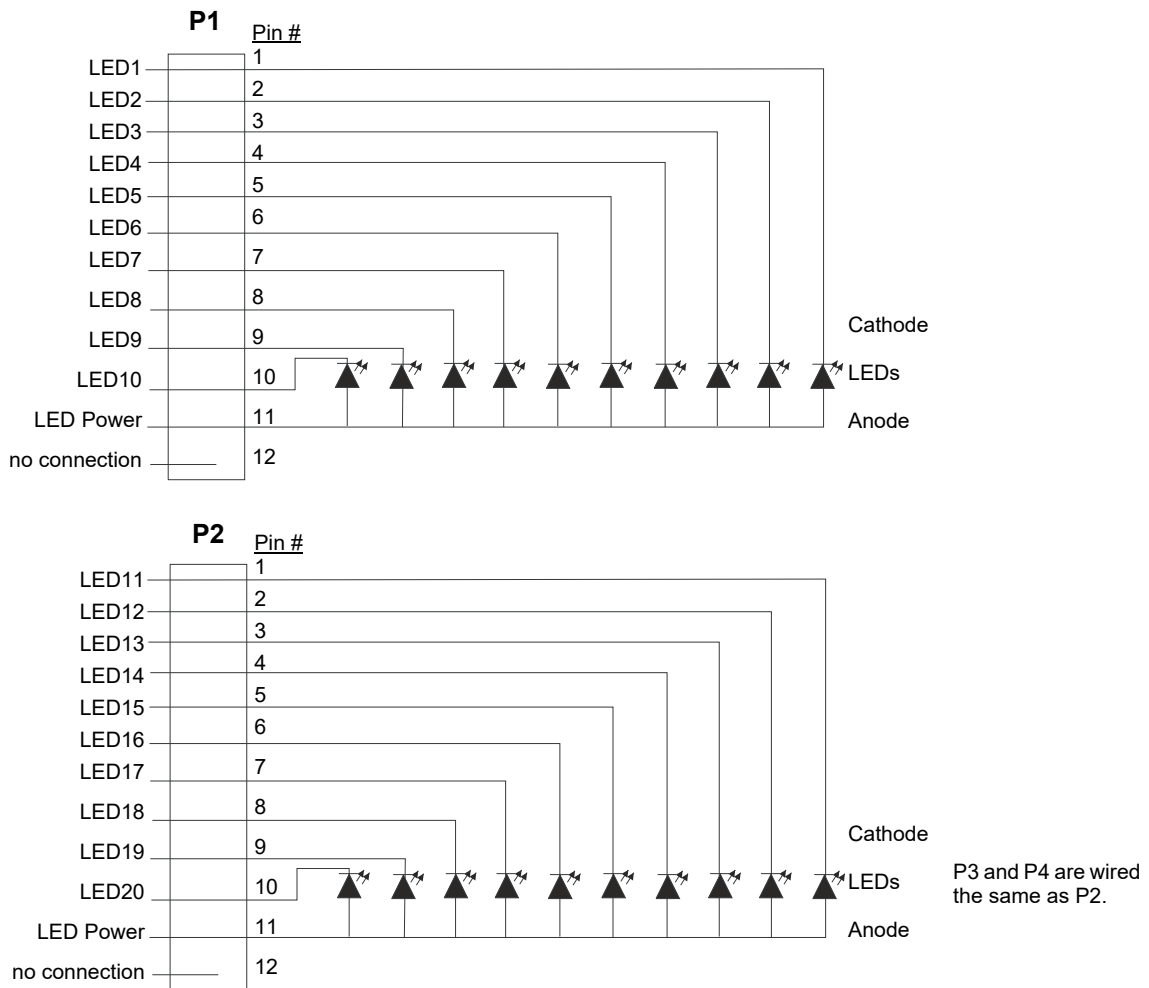 P1
Pin #
LED1 1
LED2 2
LED3 3
LED4 4
LED5 5
LED6 6
LED7 7
LED8 8
LED9 9
LED10 10
LED Power 11
no connection 12
Cathode
LEDs
Anode
P2
Pin #
LED11 1
LED12 2
LED13 3
LED14 4
LED15 5
LED16 6
LED17 7
LED18 8
LED19 9
LED20 10
LED Power 11
no connection 12
Cathode
LEDs
Anode
P3 and P4 are wired
the same as P2.